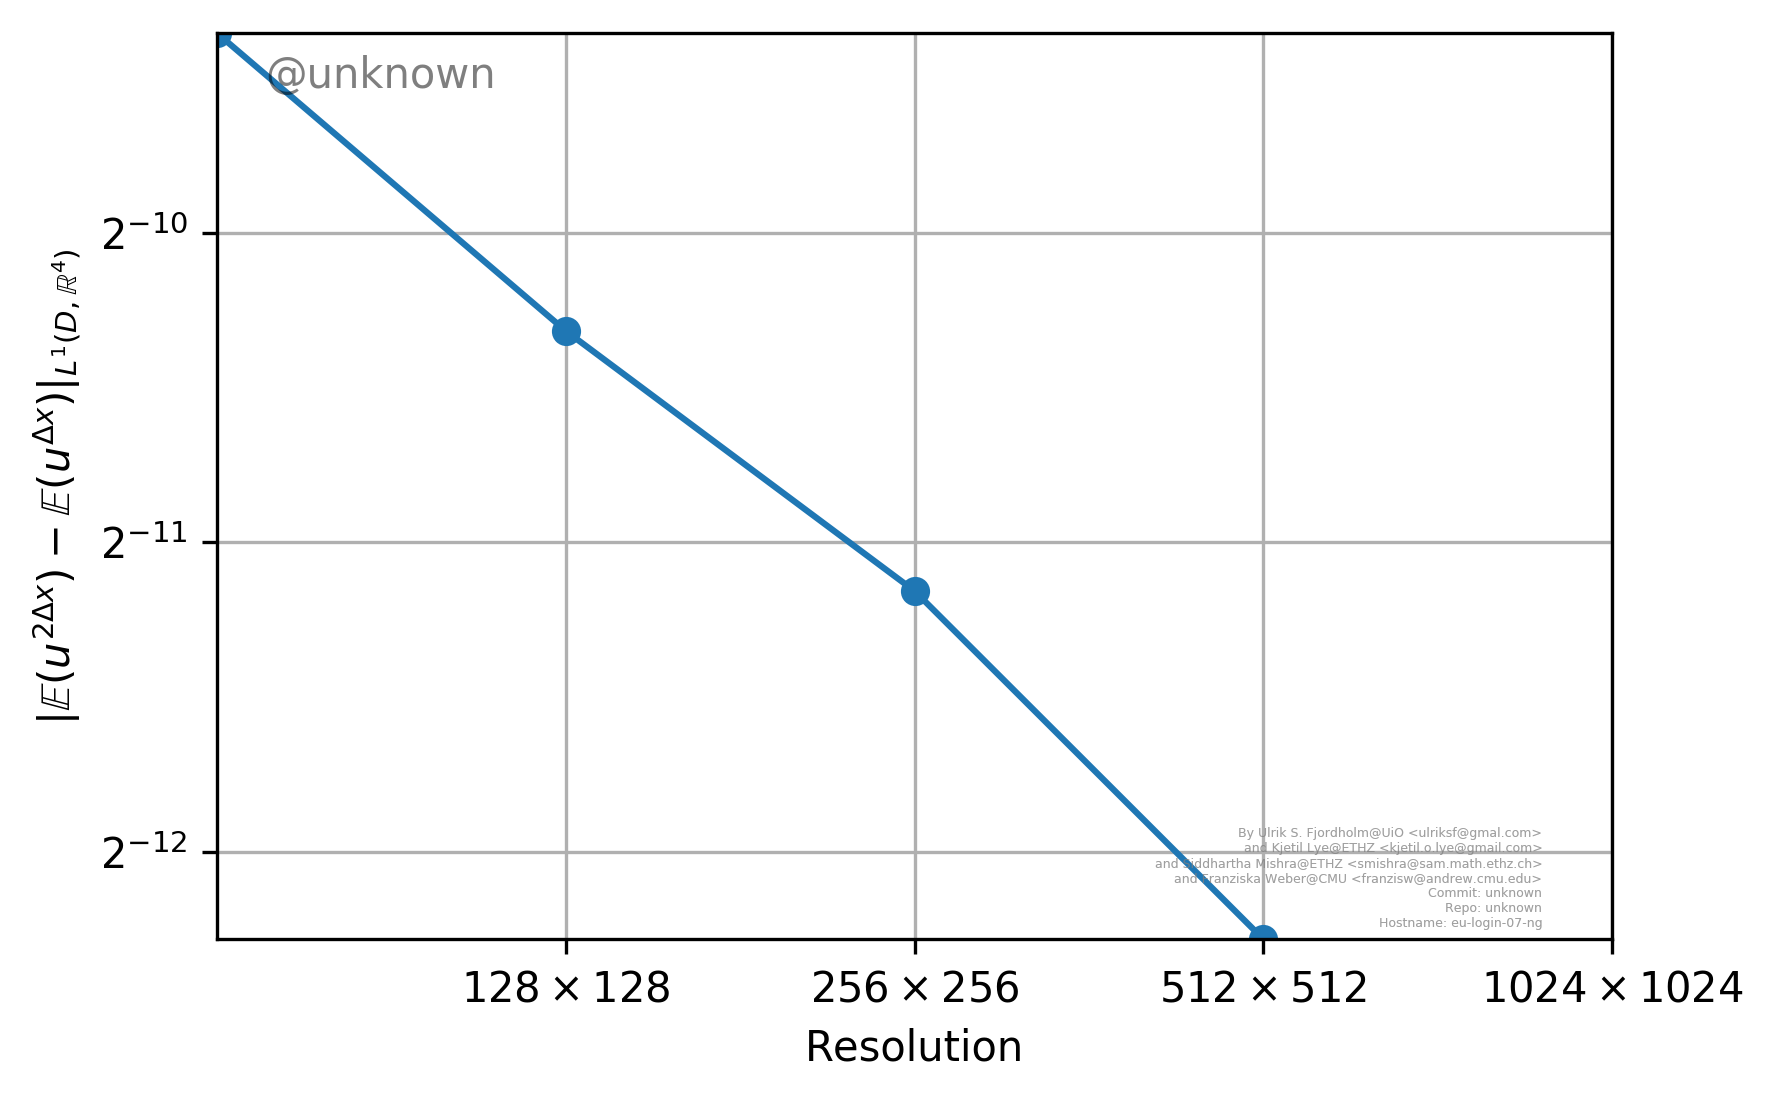 @unknown
2⁻¹⁰
2⁻¹¹
2⁻¹²
|𝔼(u^{2Δx}) − 𝔼(u^{Δx})|_{L¹(D, ℝ⁴)}
By Ulrik S. Fjordholm@UiO <ulriksf@gmal.com>
and Kjetil Lye@ETHZ <kjetil.o.lye@gmail.com>
and Siddhartha Mishra@ETHZ <smishra@sam.math.ethz.ch>
and Franziska Weber@CMU <franzisw@andrew.cmu.edu>
Commit: unknown
Repo: unknown
Hostname: eu-login-07-ng
128 × 128 256 × 256 512 × 512 1024 × 1024
Resolution